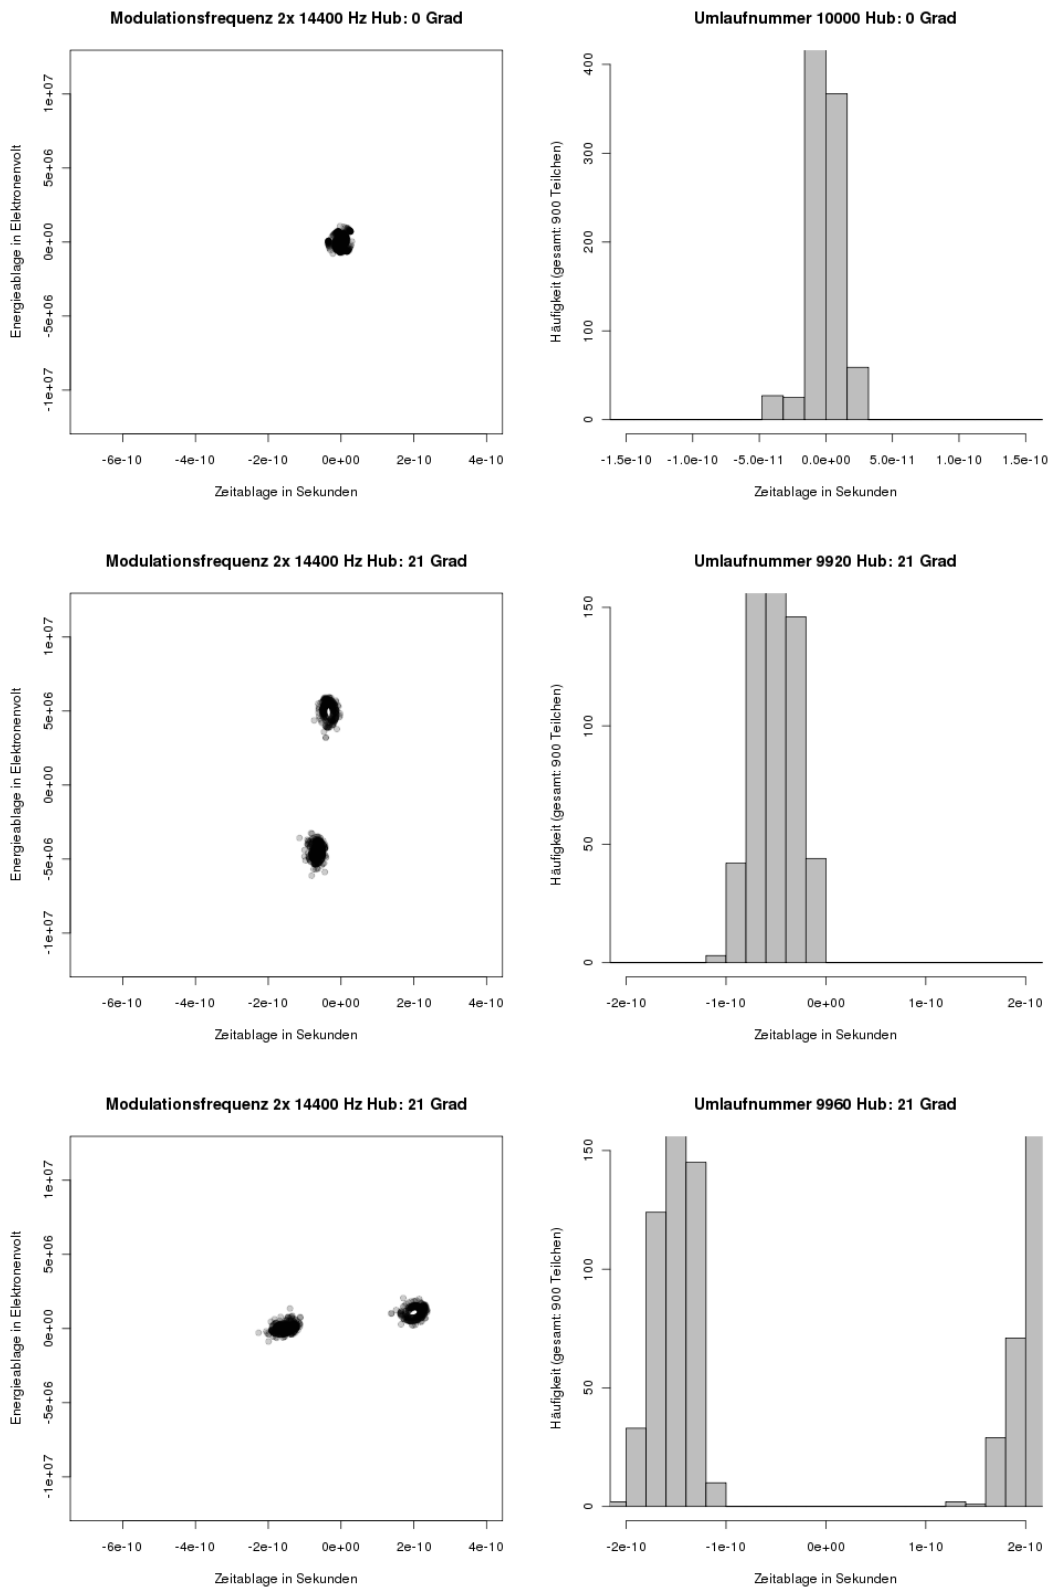 Modulationsfrequenz 2x 14400 Hz Hub: 0 Grad
Energieablage in Elektronenvolt
1e+07
5e+06
0e+00
-5e+06
-1e+07
-6e-10 -4e-10 -2e-10 0e+00 2e-10 4e-10
Zeitablage in Sekunden
Umlaufnummer 10000 Hub: 0 Grad
Häufigkeit (gesamt: 900 Teilchen)
400
300
200
100
0
-1.5e-10 -1.0e-10 -5.0e-11 0.0e+00 5.0e-11 1.0e-10 1.5e-10
Zeitablage in Sekunden
Modulationsfrequenz 2x 14400 Hz Hub: 21 Grad
Energieablage in Elektronenvolt
1e+07
5e+06
0e+00
-5e+06
-1e+07
-6e-10 -4e-10 -2e-10 0e+00 2e-10 4e-10
Zeitablage in Sekunden
Umlaufnummer 9920 Hub: 21 Grad
Häufigkeit (gesamt: 900 Teilchen)
150
100
50
0
-2e-10 -1e-10 0e+00 1e-10 2e-10
Zeitablage in Sekunden
Modulationsfrequenz 2x 14400 Hz Hub: 21 Grad
Energieablage in Elektronenvolt
1e+07
5e+06
0e+00
-5e+06
-1e+07
-6e-10 -4e-10 -2e-10 0e+00 2e-10 4e-10
Zeitablage in Sekunden
Umlaufnummer 9960 Hub: 21 Grad
Häufigkeit (gesamt: 900 Teilchen)
150
100
50
0
-2e-10 -1e-10 0e+00 1e-10 2e-10
Zeitablage in Sekunden